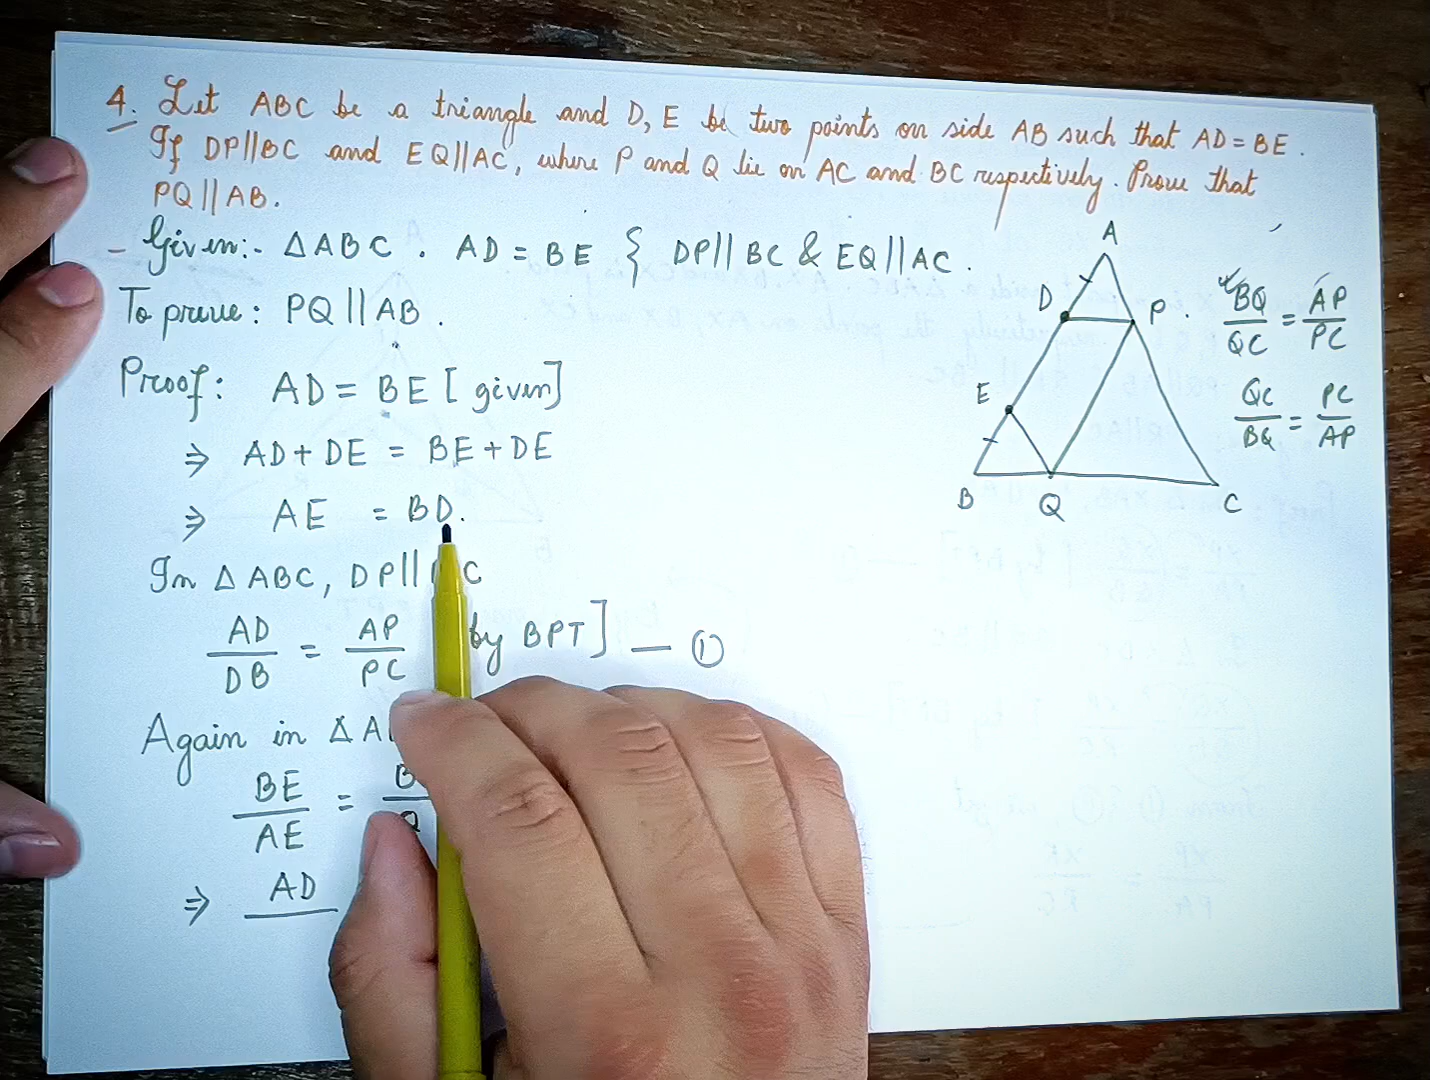 4. Let ABC be a triangle and D, E be two points on side AB such that AD = BE.
If DP||BC and EQ||AC, where P and Q lie on AC and BC respectively. Prove that
PQ || AB.
- Given:- △ABC. AD = BE { DP|| BC & EQ||AC.
To prove: PQ || AB.
Proof: AD = BE [given]
⇒ AD + DE = BE + DE
⇒ AE = BD.
In △ABC, DP|| C
AD/DB = AP/PC by BPT] — ①
Again in △A
BE/AE =
⇒ AD
A
D
P.
E
B
Q
C
BQ/QC = AP/PC
QC/BQ = PC/AP